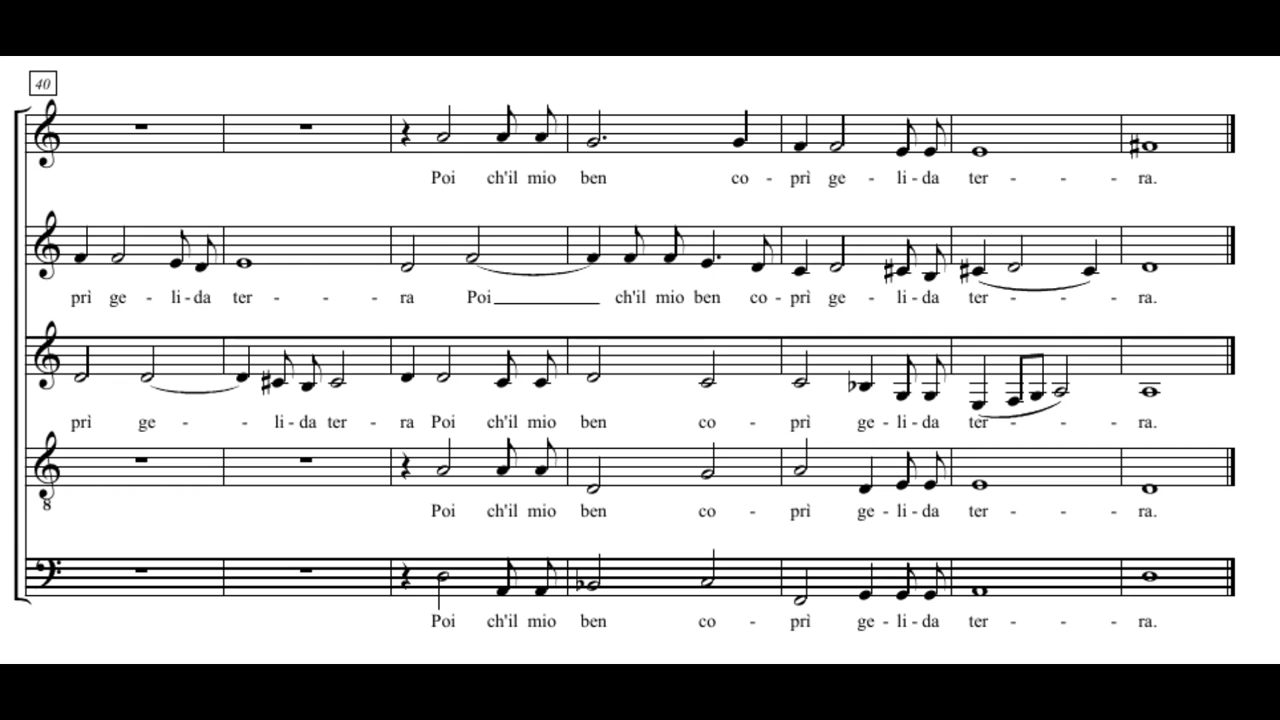 40
Poi ch'il mio ben co - prì ge - li - da ter - - - ra.
prì ge - li - da ter - - - ra Poi ch'il mio ben co - prì ge - li - da ter - - - ra.
prì ge - - li - da ter - ra Poi ch'il mio ben co - prì ge - li - da ter - - - ra.
8
Poi ch'il mio ben co - prì ge - li - da ter - - - ra.
Poi ch'il mio ben co - prì ge - li - da ter - - - ra.